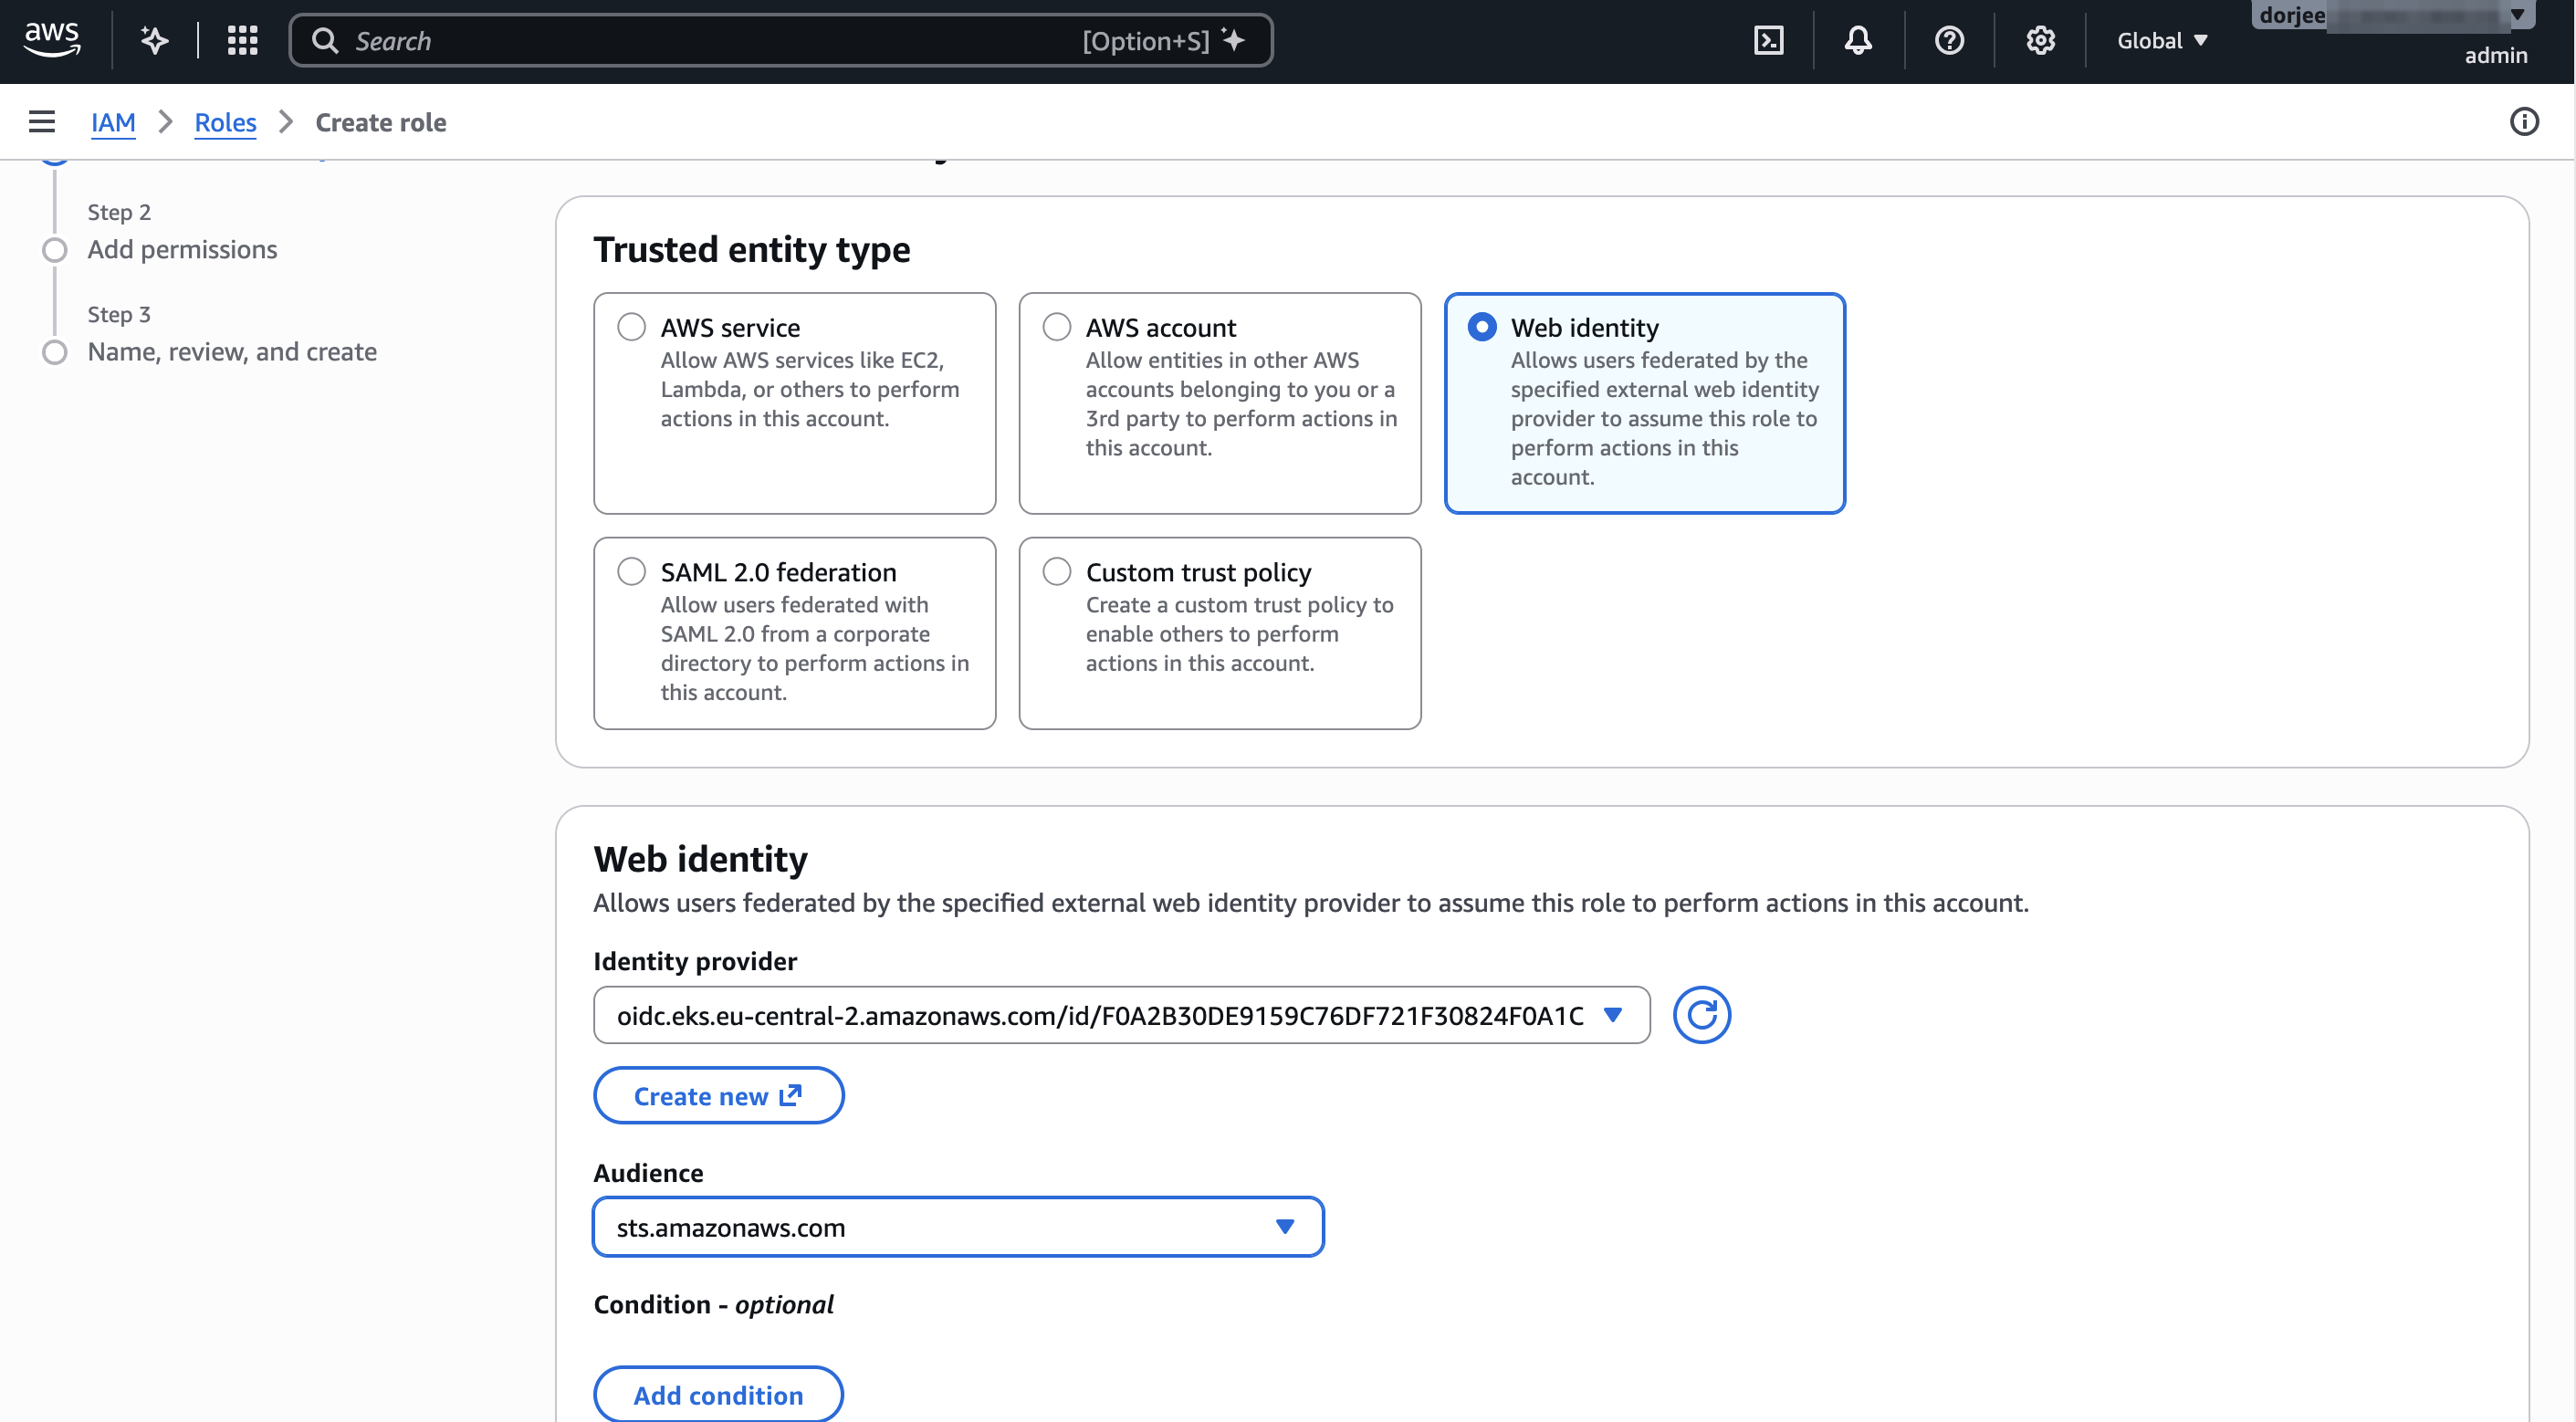 aws
Search
[Option+S]
Global
dorjee
admin
IAM
Roles
Create role
Step 2
Add permissions
Step 3
Name, review, and create
Trusted entity type
AWS service
Allow AWS services like EC2,
Lambda, or others to perform
actions in this account.
AWS account
Allow entities in other AWS
accounts belonging to you or a
3rd party to perform actions in
this account.
Web identity
Allows users federated by the
specified external web identity
provider to assume this role to
perform actions in this
account.
SAML 2.0 federation
Allow users federated with
SAML 2.0 from a corporate
directory to perform actions in
this account.
Custom trust policy
Create a custom trust policy to
enable others to perform
actions in this account.
Web identity
Allows users federated by the specified external web identity provider to assume this role to perform actions in this account.
Identity provider
oidc.eks.eu-central-2.amazonaws.com/id/F0A2B30DE9159C76DF721F30824F0A1C
Create new
Audience
sts.amazonaws.com
Condition - optional
Add condition